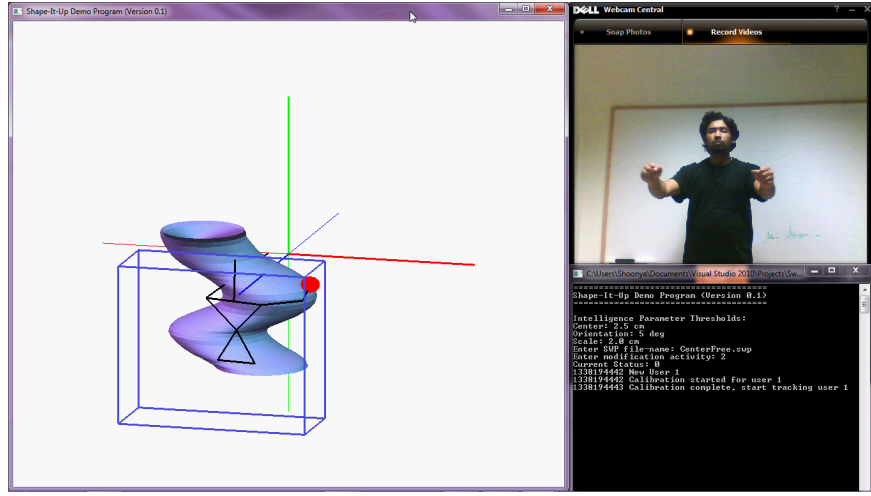 Shape-It-Up Demo Program (Version 0.1)
DELL Webcam Central
Snap Photos
Record Videos
C:\Users\Shoonya\Documents\Visual Studio 2010\Projects\Sw...
====================================
Shape-It-Up Demo Program (Version 0.1)
====================================
Intelligence Parameter Thresholds:
Center: 2.5 cm
Orientation: 5 deg
Scale: 2.0 cm
Enter SWP file-name: CenterFree.swp
Enter modification activity: 2
Current Status: 0
1338194442 New User 1
1338194442 Calibration started for user 1
1338194443 Calibration complete, start tracking user 1